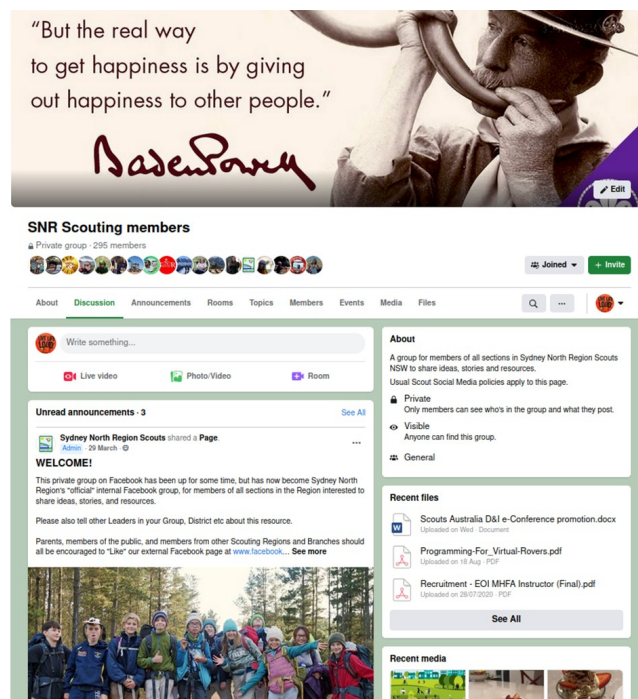 “But the real way
to get happiness is by giving
out happiness to other people.”
Baden Powell
Edit
SNR Scouting members
Private group · 295 members
Joined
+ Invite
About Discussion Announcements Rooms Topics Members Events Media Files
Write something...
Live video Photo/Video Room
Unread announcements · 3 See All
Sydney North Region Scouts shared a Page.
Admin · 29 March ·
WELCOME!
This private group on Facebook has been up for some time, but has now become Sydney North
Region's "official" internal Facebook group, for members of all sections in the Region interested to
share ideas, stories, and resources.
Please also tell other Leaders in your Group, District etc about this resource.
Parents, members of the public, and members from other Scouting Regions and Branches should
all be encouraged to "Like" our external Facebook page at www.facebook.... See more
About
A group for members of all sections in Sydney North Region Scouts
NSW to share ideas, stories and resources.
Usual Scout Social Media policies apply to this page.
Private
Only members can see who's in the group and what they post.
Visible
Anyone can find this group.
General
Recent files
Scouts Australia D&I e-Conference promotion.docx
Uploaded on Wed · Document
Programming-For_Virtual-Rovers.pdf
Uploaded on 18 Aug · PDF
Recruitment - EOI MHFA Instructor (Final).pdf
Uploaded on 28/07/2020 · PDF
See All
Recent media